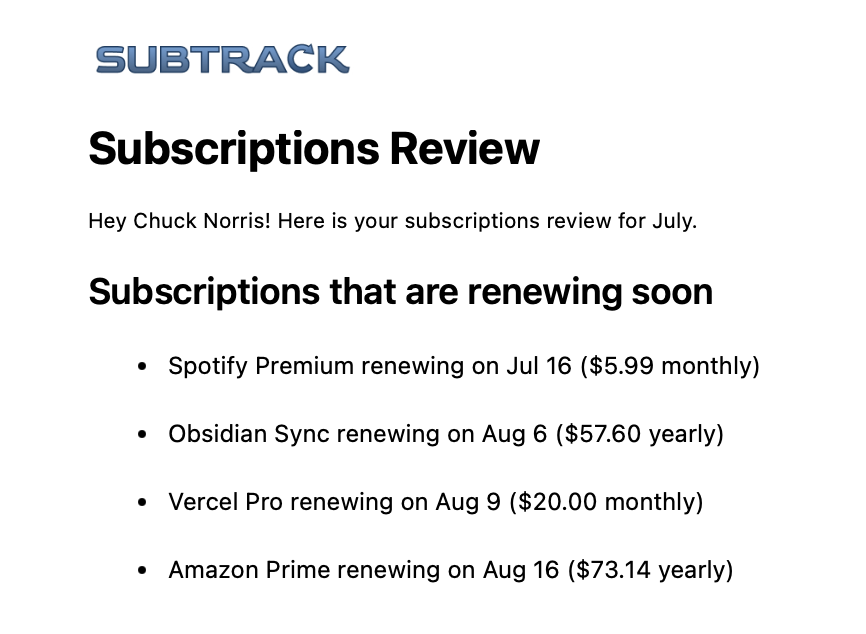 SUBTRACK
Subscriptions Review
Hey Chuck Norris! Here is your subscriptions review for July.
Subscriptions that are renewing soon
• Spotify Premium renewing on Jul 16 ($5.99 monthly)
• Obsidian Sync renewing on Aug 6 ($57.60 yearly)
• Vercel Pro renewing on Aug 9 ($20.00 monthly)
• Amazon Prime renewing on Aug 16 ($73.14 yearly)